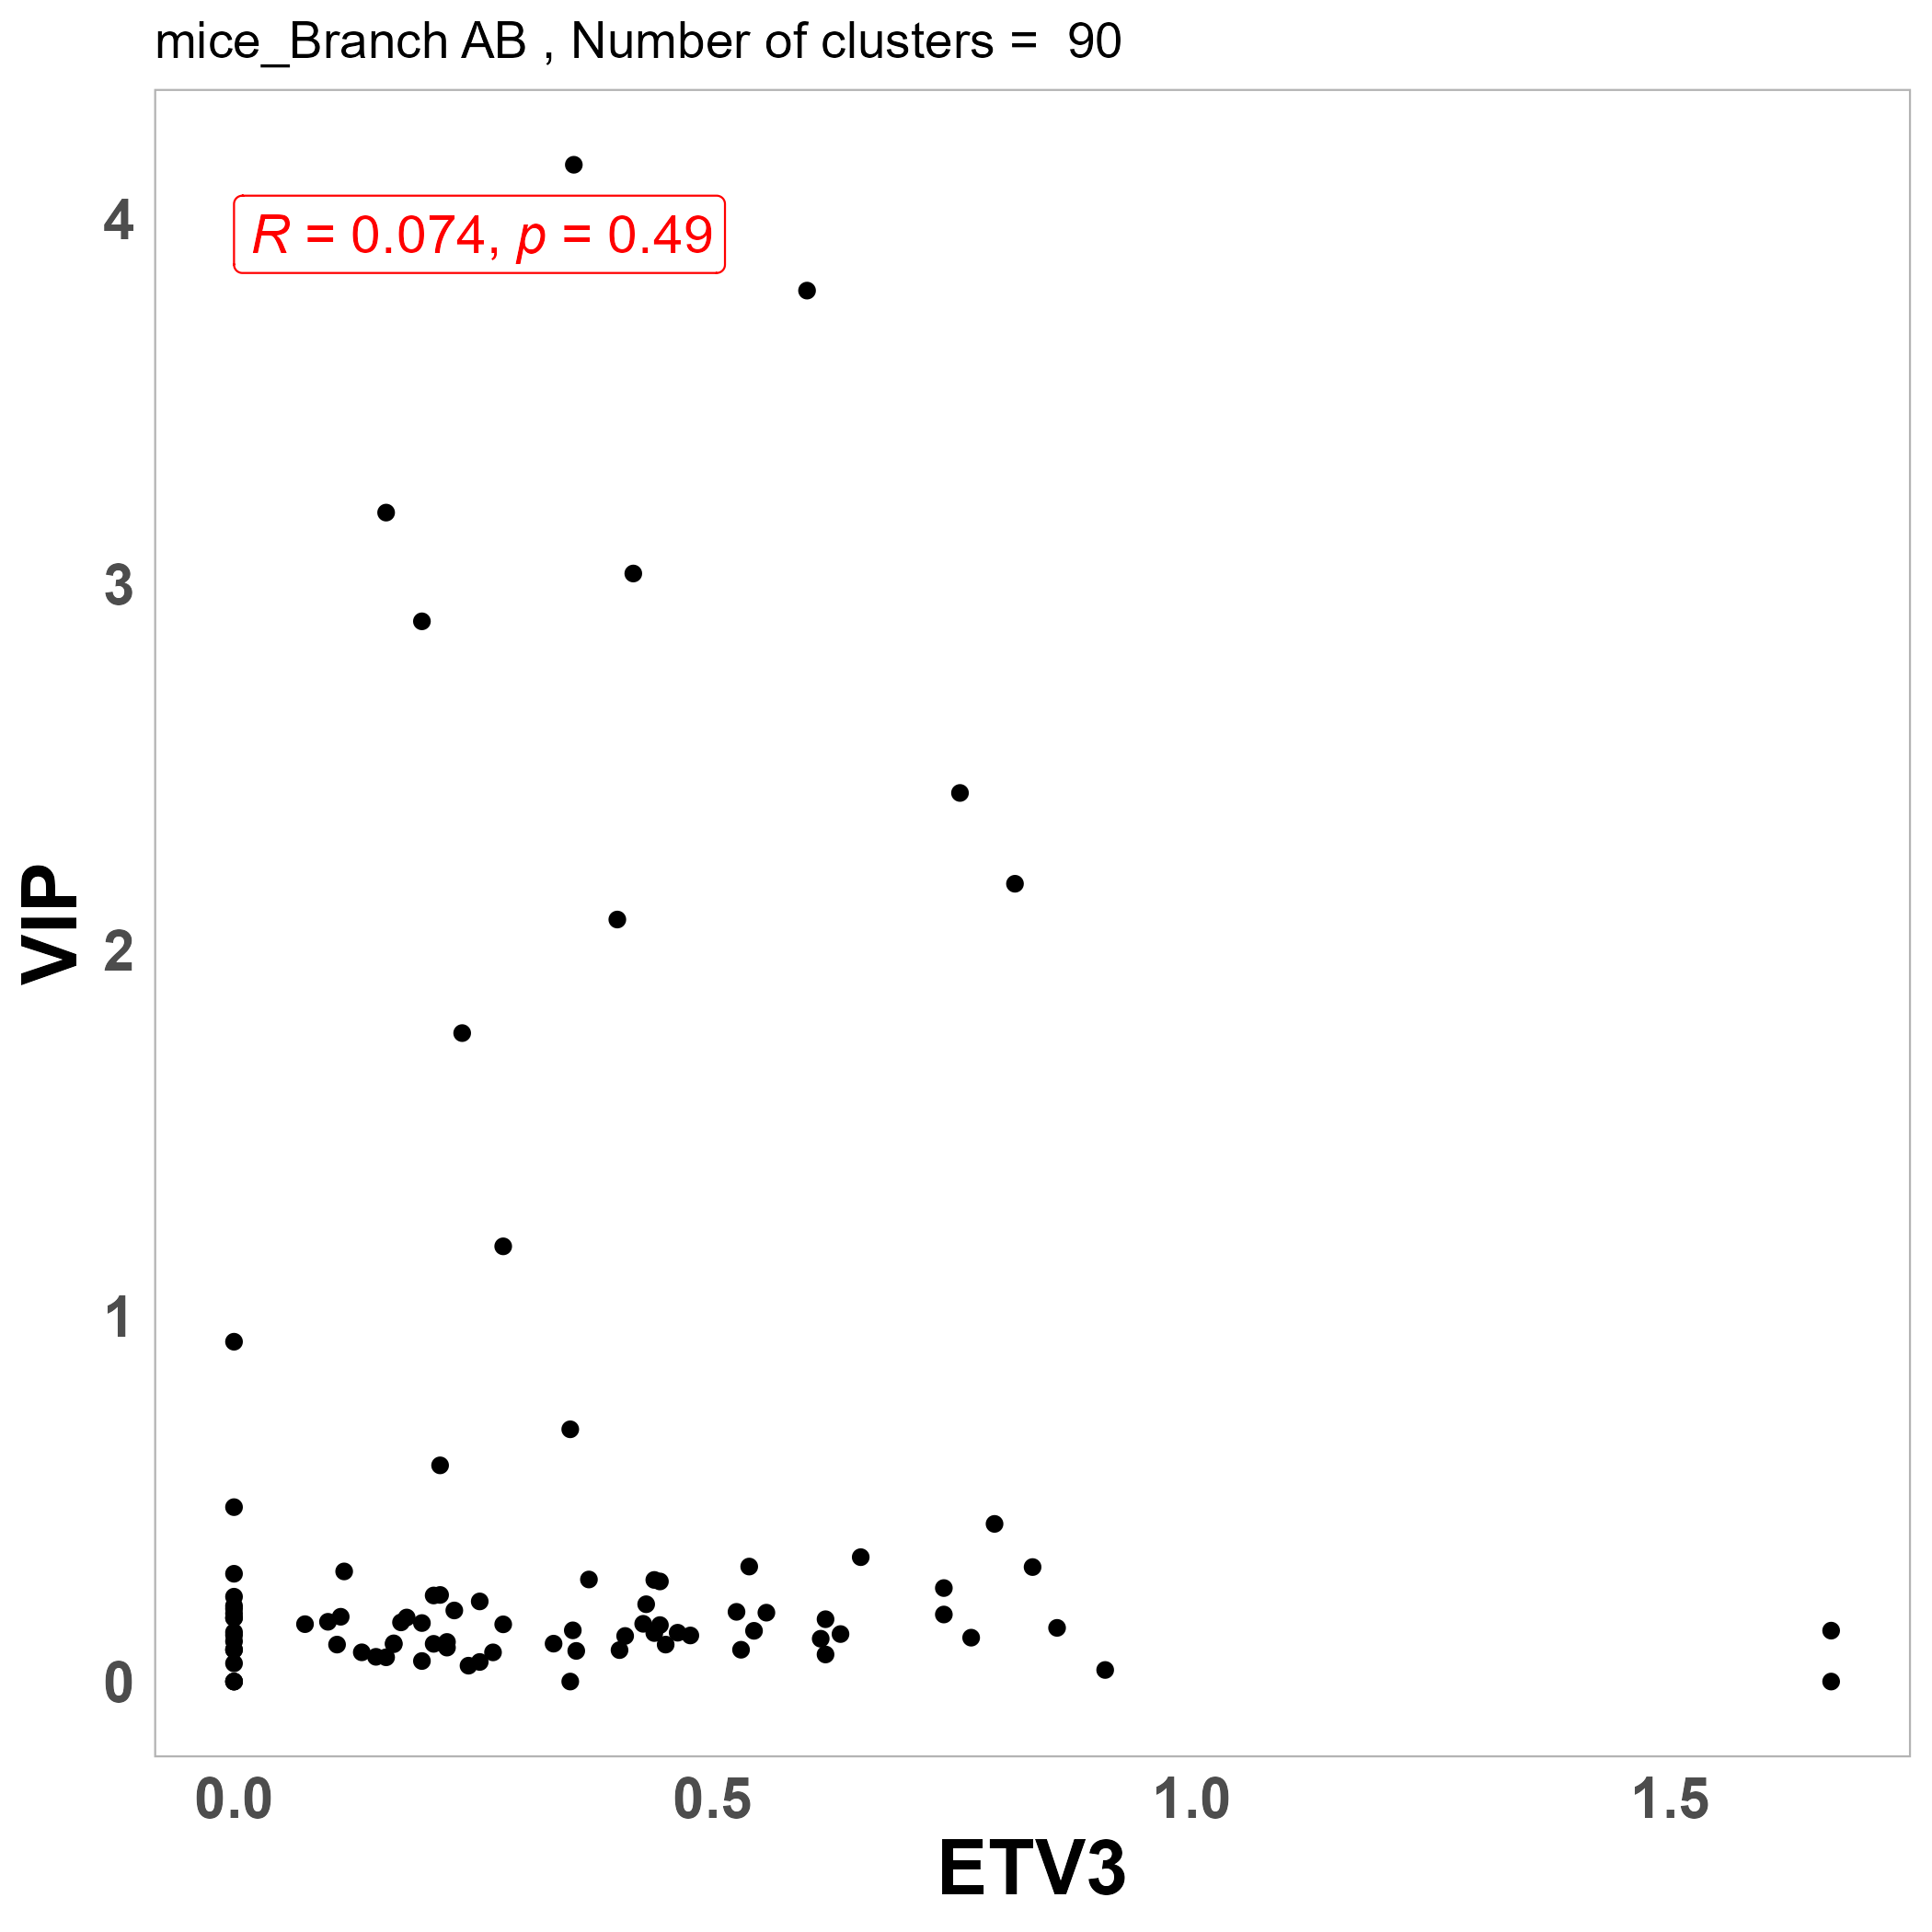 mice_Branch AB , Number of clusters =  90
R = 0.074, p = 0.49
4
3
2
1
0
VIP
0.0 0.5 1.0 1.5
ETV3